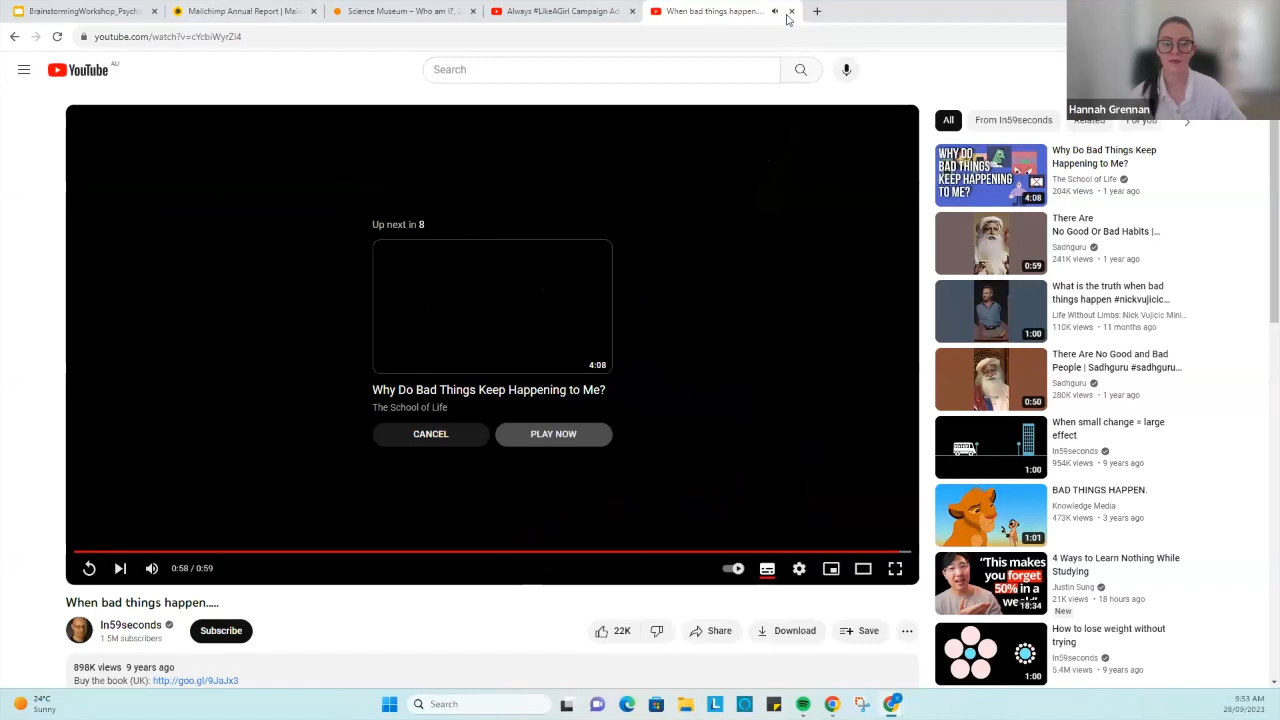 BrainstormingWorkshop_Psych
Mailchimp Annual Report | Mail
Science Museum – Who am I?, A
Always #LikeAGirl Campaign Ad
When bad things happen....
youtube.com/watch?v=cYcbiWyrZI4
YouTube AU
Search
Hannah Grennan
All
From In59seconds
Related
For you
Up next in 8
4:08
Why Do Bad Things Keep Happening to Me?
The School of Life
CANCEL
PLAY NOW
0:58 / 0:59
When bad things happen.....
In59seconds
1.5M subscribers
Subscribe
22K
Share
Download
Save
898K views 9 years ago
Buy the book (UK): http://goo.gl/9JaJx3
WHY DO
BAD THINGS
KEEP HAPPENING
TO ME?
4:08
Why Do Bad Things Keep
Happening to Me?
The School of Life
204K views • 1 year ago
0:59
There Are
No Good Or Bad Habits |...
Sadhguru
241K views • 1 year ago
1:00
What is the truth when bad
things happen #nickvujicic...
Life Without Limbs: Nick Vujicic Mini...
110K views • 11 months ago
0:50
There Are No Good and Bad
People | Sadhguru #sadhguru...
Sadhguru
280K views • 1 year ago
1:00
When small change = large
effect
In59seconds
954K views • 9 years ago
1:01
BAD THINGS HAPPEN.
Knowledge Media
473K views • 3 years ago
"This makes
you forget
50% in a
18:34
4 Ways to Learn Nothing While
Studying
Justin Sung
21K views • 18 hours ago
New
1:00
How to lose weight without
trying
In59seconds
5.4M views • 9 years ago
24°C
Sunny
Search
9:53 AM
26/09/2023